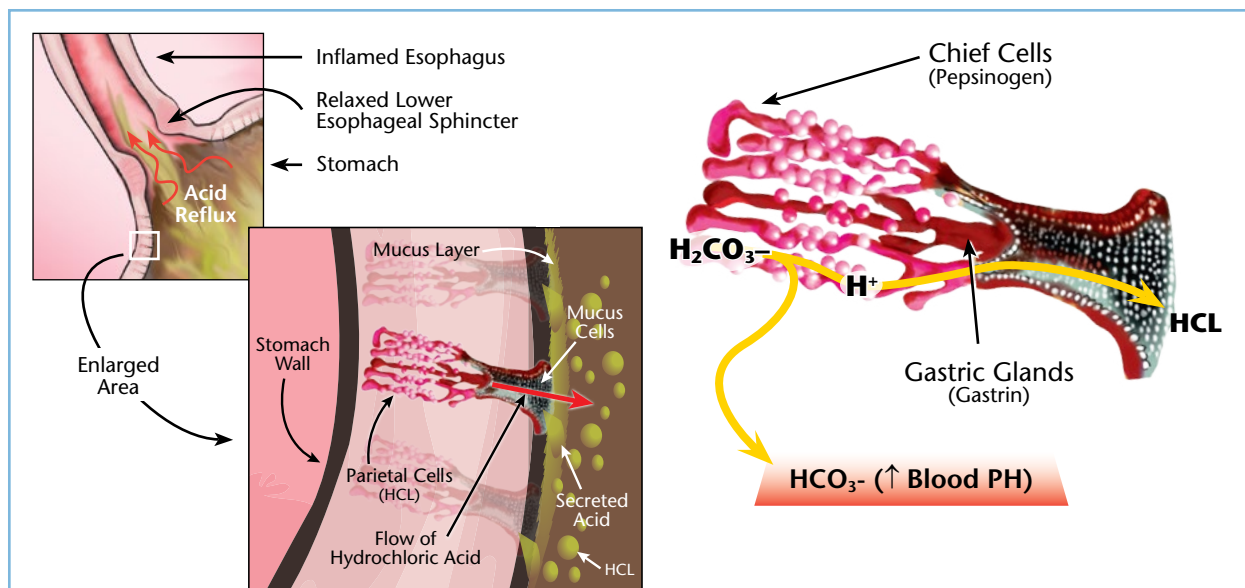 Inflamed Esophagus
Relaxed Lower
Esophageal Sphincter
Stomach
Acid
Reflux
Enlarged
Area
Mucus Layer
Mucus
Cells
Stomach
Wall
Parietal Cells
(HCL)
Flow of
Hydrochloric Acid
Secreted
Acid
HCL
Chief Cells
(Pepsinogen)
H₂CO₃–
H⁺
HCL
Gastric Glands
(Gastrin)
HCO₃- (↑ Blood PH)